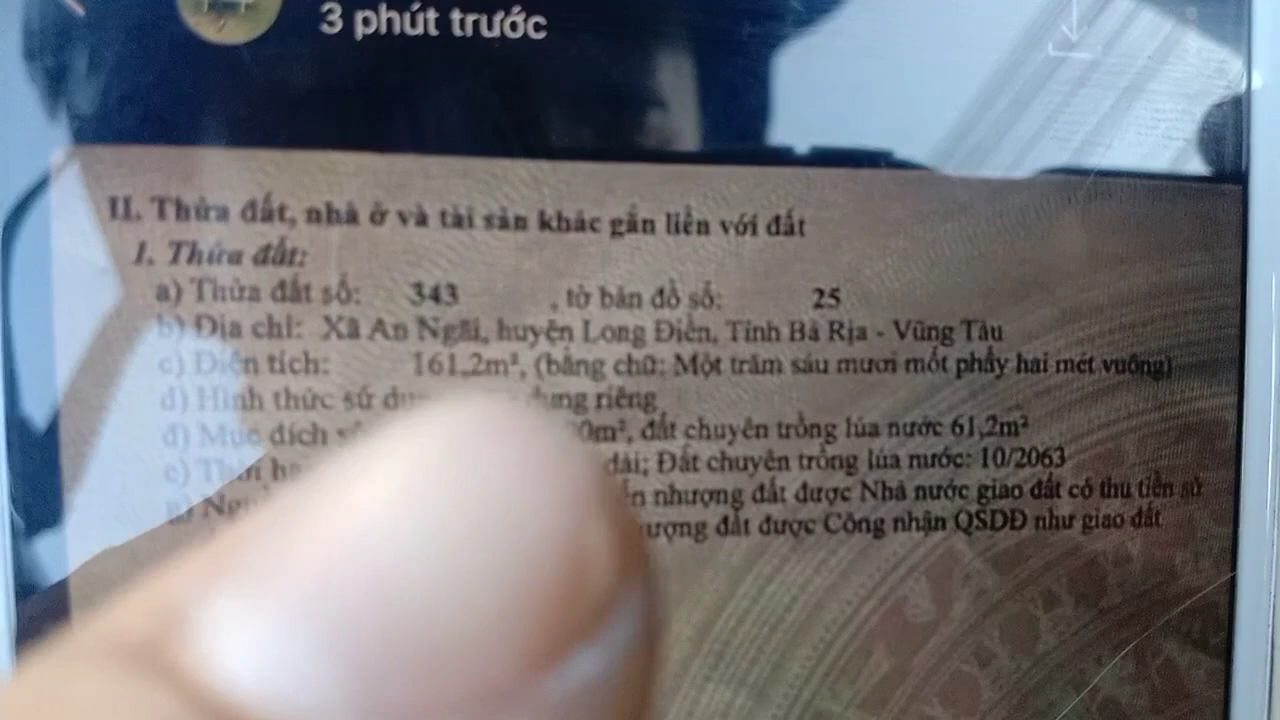 3 phút trước
II. Thửa đất, nhà ở và tài sản khác gắn liền với đất
1. Thửa đất:
a) Thửa đất số: 343 , tờ bản đồ số: 25
b) Địa chỉ: Xã An Ngãi, huyện Long Điền, Tỉnh Bà Rịa - Vũng Tàu
c) Diện tích: 161,2m², (bằng chữ: Một trăm sáu mươi mốt phẩy hai mét vuông)
d) Hình thức sử dụng riêng
đ) Mục đích 0m², đất chuyên trồng lúa nước 61,2m²
e) Thời dài; Đất chuyên trồng lúa nước: 10/2063
nhượng đất được Nhà nước giao đất có thu tiền sử
đất được Công nhận QSDĐ như giao đất